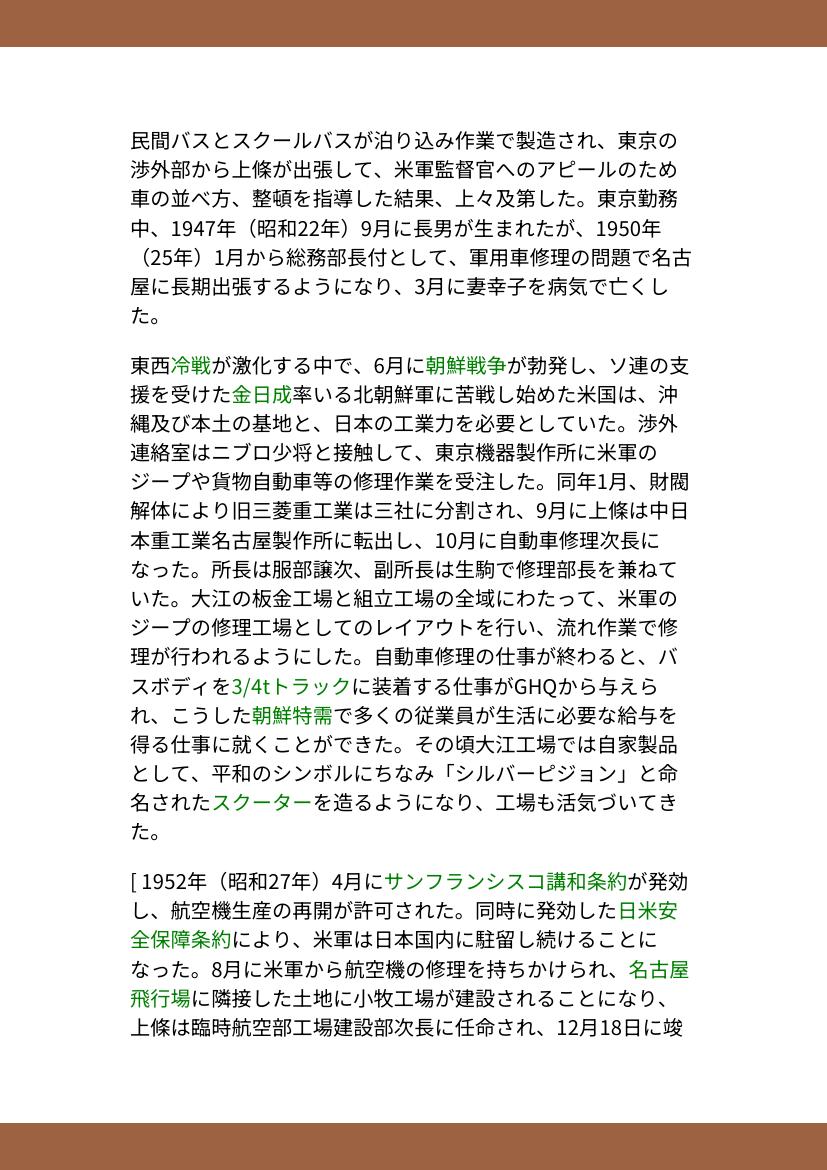 民間バスとスクールバスが泊り込み作業で製造され、東京の
渉外部から上條が出張して、米軍監督官へのアピールのため
車の並べ方、整頓を指導した結果、上々及第した。東京勤務
中、1947年（昭和22年）9月に長男が生まれたが、1950年
（25年）1月から総務部長付として、軍用車修理の問題で名古
屋に長期出張するようになり、3月に妻幸子を病気で亡くし
た。
東西冷戦が激化する中で、6月に朝鮮戦争が勃発し、ソ連の支
援を受けた金日成率いる北朝鮮軍に苦戦し始めた米国は、沖
縄及び本土の基地と、日本の工業力を必要としていた。渉外
連絡室はニブロ少将と接触して、東京機器製作所に米軍の
ジープや貨物自動車等の修理作業を受注した。同年1月、財閥
解体により旧三菱重工業は三社に分割され、9月に上條は中日
本重工業名古屋製作所に転出し、10月に自動車修理次長に
なった。所長は服部譲次、副所長は生駒で修理部長を兼ねて
いた。大江の板金工場と組立工場の全域にわたって、米軍の
ジープの修理工場としてのレイアウトを行い、流れ作業で修
理が行われるようにした。自動車修理の仕事が終わると、バ
スボディを3/4tトラックに装着する仕事がGHQから与えら
れ、こうした朝鮮特需で多くの従業員が生活に必要な給与を
得る仕事に就くことができた。その頃大江工場では自家製品
として、平和のシンボルにちなみ「シルバーピジョン」と命
名されたスクーターを造るようになり、工場も活気づいてき
た。
[ 1952年（昭和27年）4月にサンフランシスコ講和条約が発効
し、航空機生産の再開が許可された。同時に発効した日米安
全保障条約により、米軍は日本国内に駐留し続けることに
なった。8月に米軍から航空機の修理を持ちかけられ、名古屋
飛行場に隣接した土地に小牧工場が建設されることになり、
上條は臨時航空部工場建設部次長に任命され、12月18日に竣